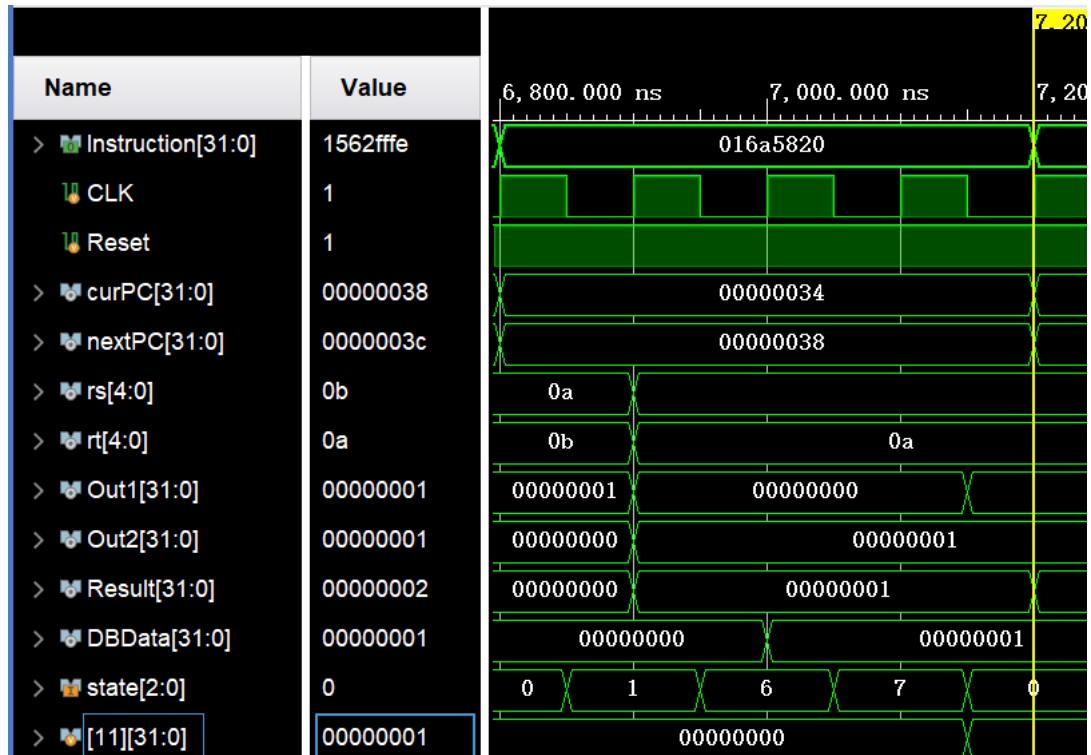 7,20
Name Value 6,800.000 ns 7,000.000 ns 7,20
Instruction[31:0] 1562fffe 016a5820
CLK 1
Reset 1
curPC[31:0] 00000038 00000034
nextPC[31:0] 0000003c 00000038
rs[4:0] 0b 0a
rt[4:0] 0a 0b 0a
Out1[31:0] 00000001 00000001 00000000
Out2[31:0] 00000001 00000000 00000001
Result[31:0] 00000002 00000000 00000001
DBData[31:0] 00000001 00000000 00000001
state[2:0] 0 0 1 6 7 0
[11][31:0] 00000001 00000000